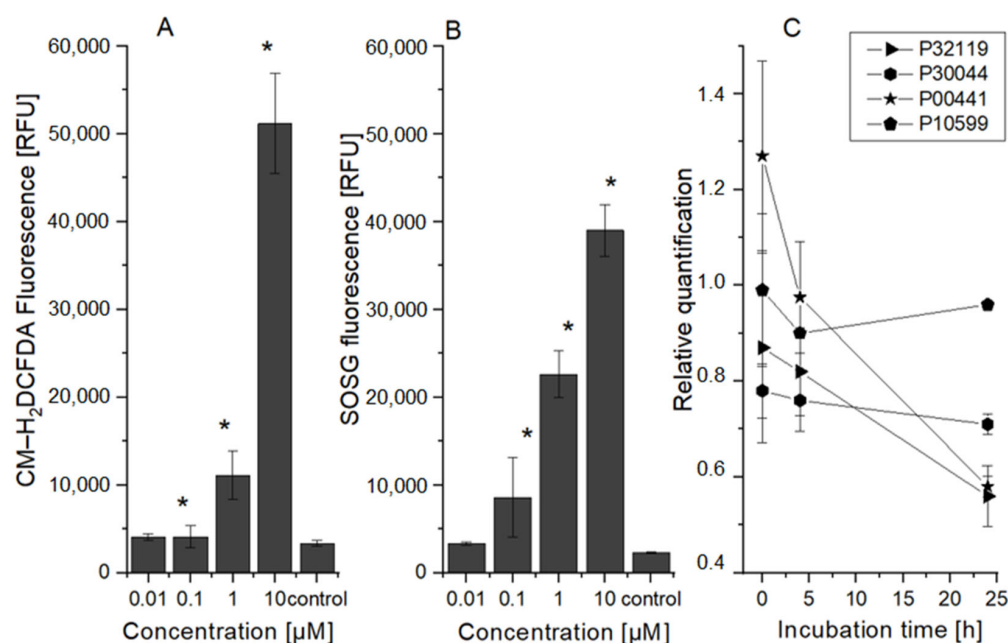 A
CM–H₂DCFDA Fluorescence [RFU]
60,000
50,000
40,000
30,000
20,000
10,000
0
*
*
*
0.01 0.1 1 10 control
Concentration [µM]
B
SOSG fluorescence [RFU]
60,000
50,000
40,000
30,000
20,000
10,000
0
*
*
*
0.01 0.1 1 10 control
Concentration [µM]
C
P32119
P30044
P00441
P10599
Relative quantification
1.4
1.2
1.0
0.8
0.6
0.4
0 5 10 15 20 25
Incubation time [h]